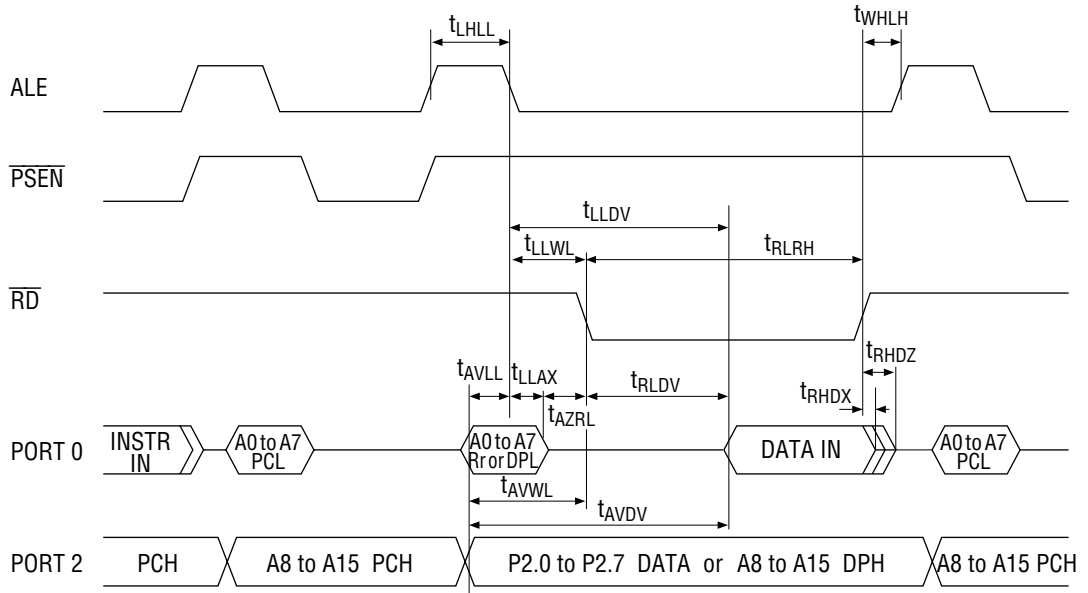 tLHLL
tWHLH
ALE
PSEN
tLLDV
tLLWL
tRLRH
RD
tRHDZ
tAVLL
tLLAX
tRLDV
tRHDX
tAZRL
PORT 0
INSTR
IN
A0 to A7
PCL
A0 to A7
Rr or DPL
DATA IN
A0 to A7
PCL
tAVWL
tAVDV
PORT 2
PCH
A8 to A15 PCH
P2.0 to P2.7 DATA or A8 to A15 DPH
A8 to A15 PCH